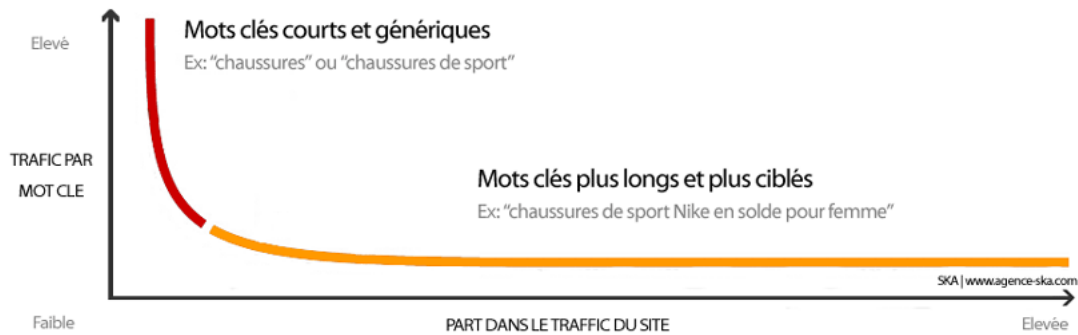 Mots clés courts et génériques
Elevé
Ex: “chaussures” ou “chaussures de sport”
TRAFIC PAR
MOT CLE
Mots clés plus longs et plus ciblés
Ex: “chaussures de sport Nike en solde pour femme”
SKA | www.agence-ska.com
Faible
PART DANS LE TRAFFIC DU SITE
Elevée